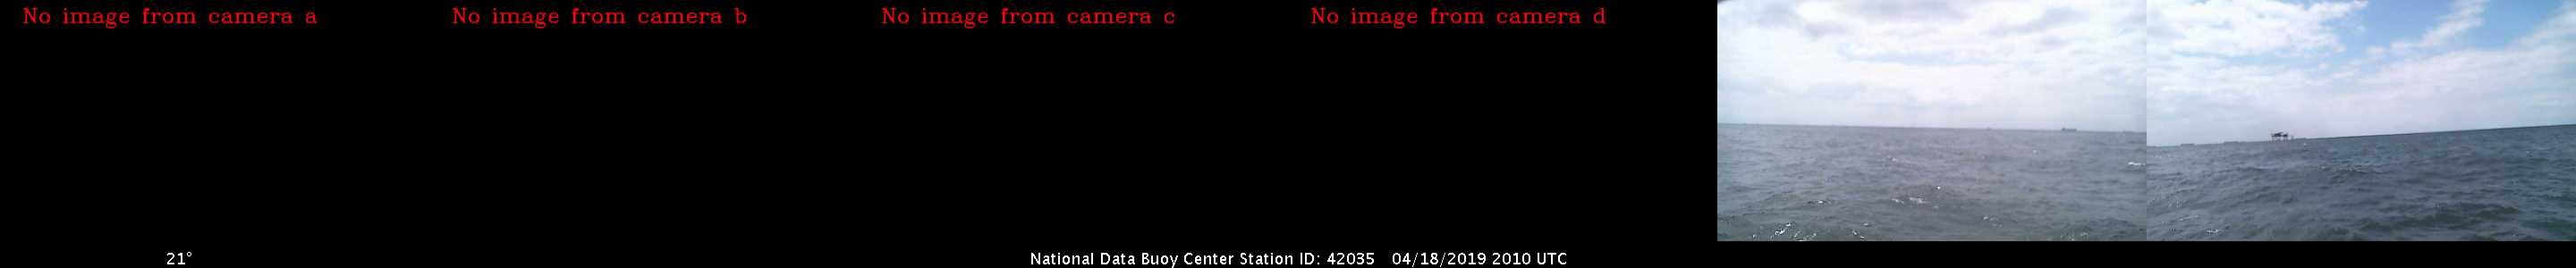 No image from camera a
No image from camera b
No image from camera c
No image from camera d
21°
National Data Buoy Center Station ID: 42035 04/18/2019 2010 UTC